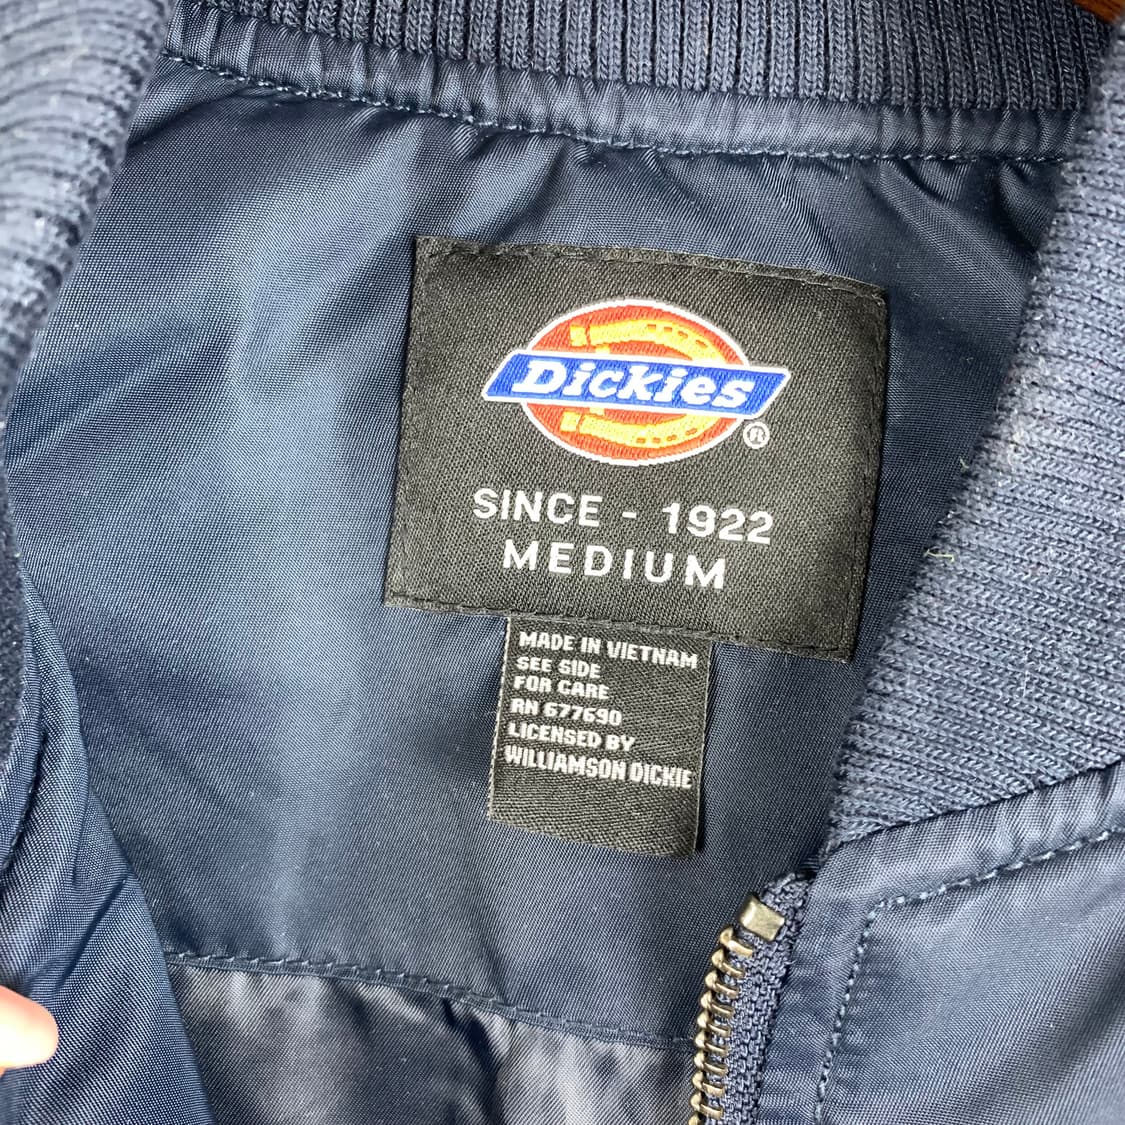 Dickies®
SINCE - 1922
MEDIUM
MADE IN VIETNAM
SEE SIDE
FOR CARE
RN 677690
LICENSED BY
WILLIAMSON DICKIE